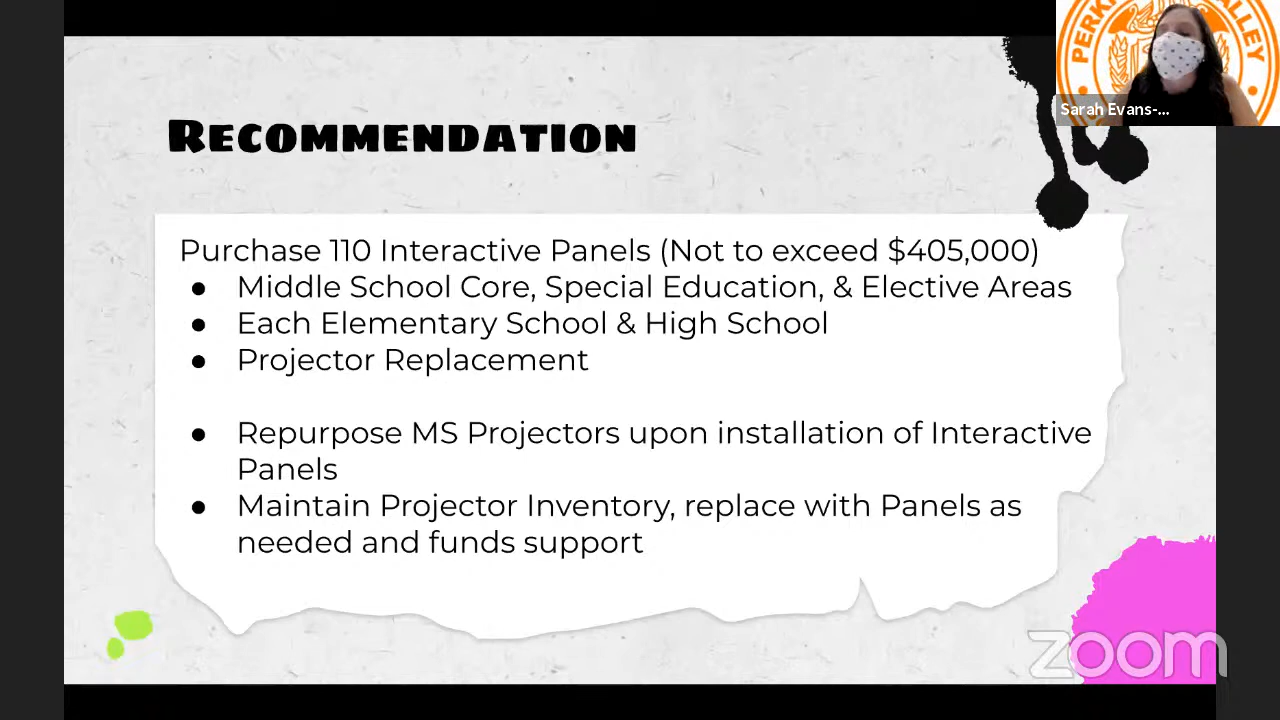 PERK
ALLEY
Sarah Evans-...
RECOMMENDATION
Purchase 110 Interactive Panels (Not to exceed $405,000)
● Middle School Core, Special Education, & Elective Areas
● Each Elementary School & High School
● Projector Replacement
● Repurpose MS Projectors upon installation of Interactive
Panels
● Maintain Projector Inventory, replace with Panels as
needed and funds support
zoom